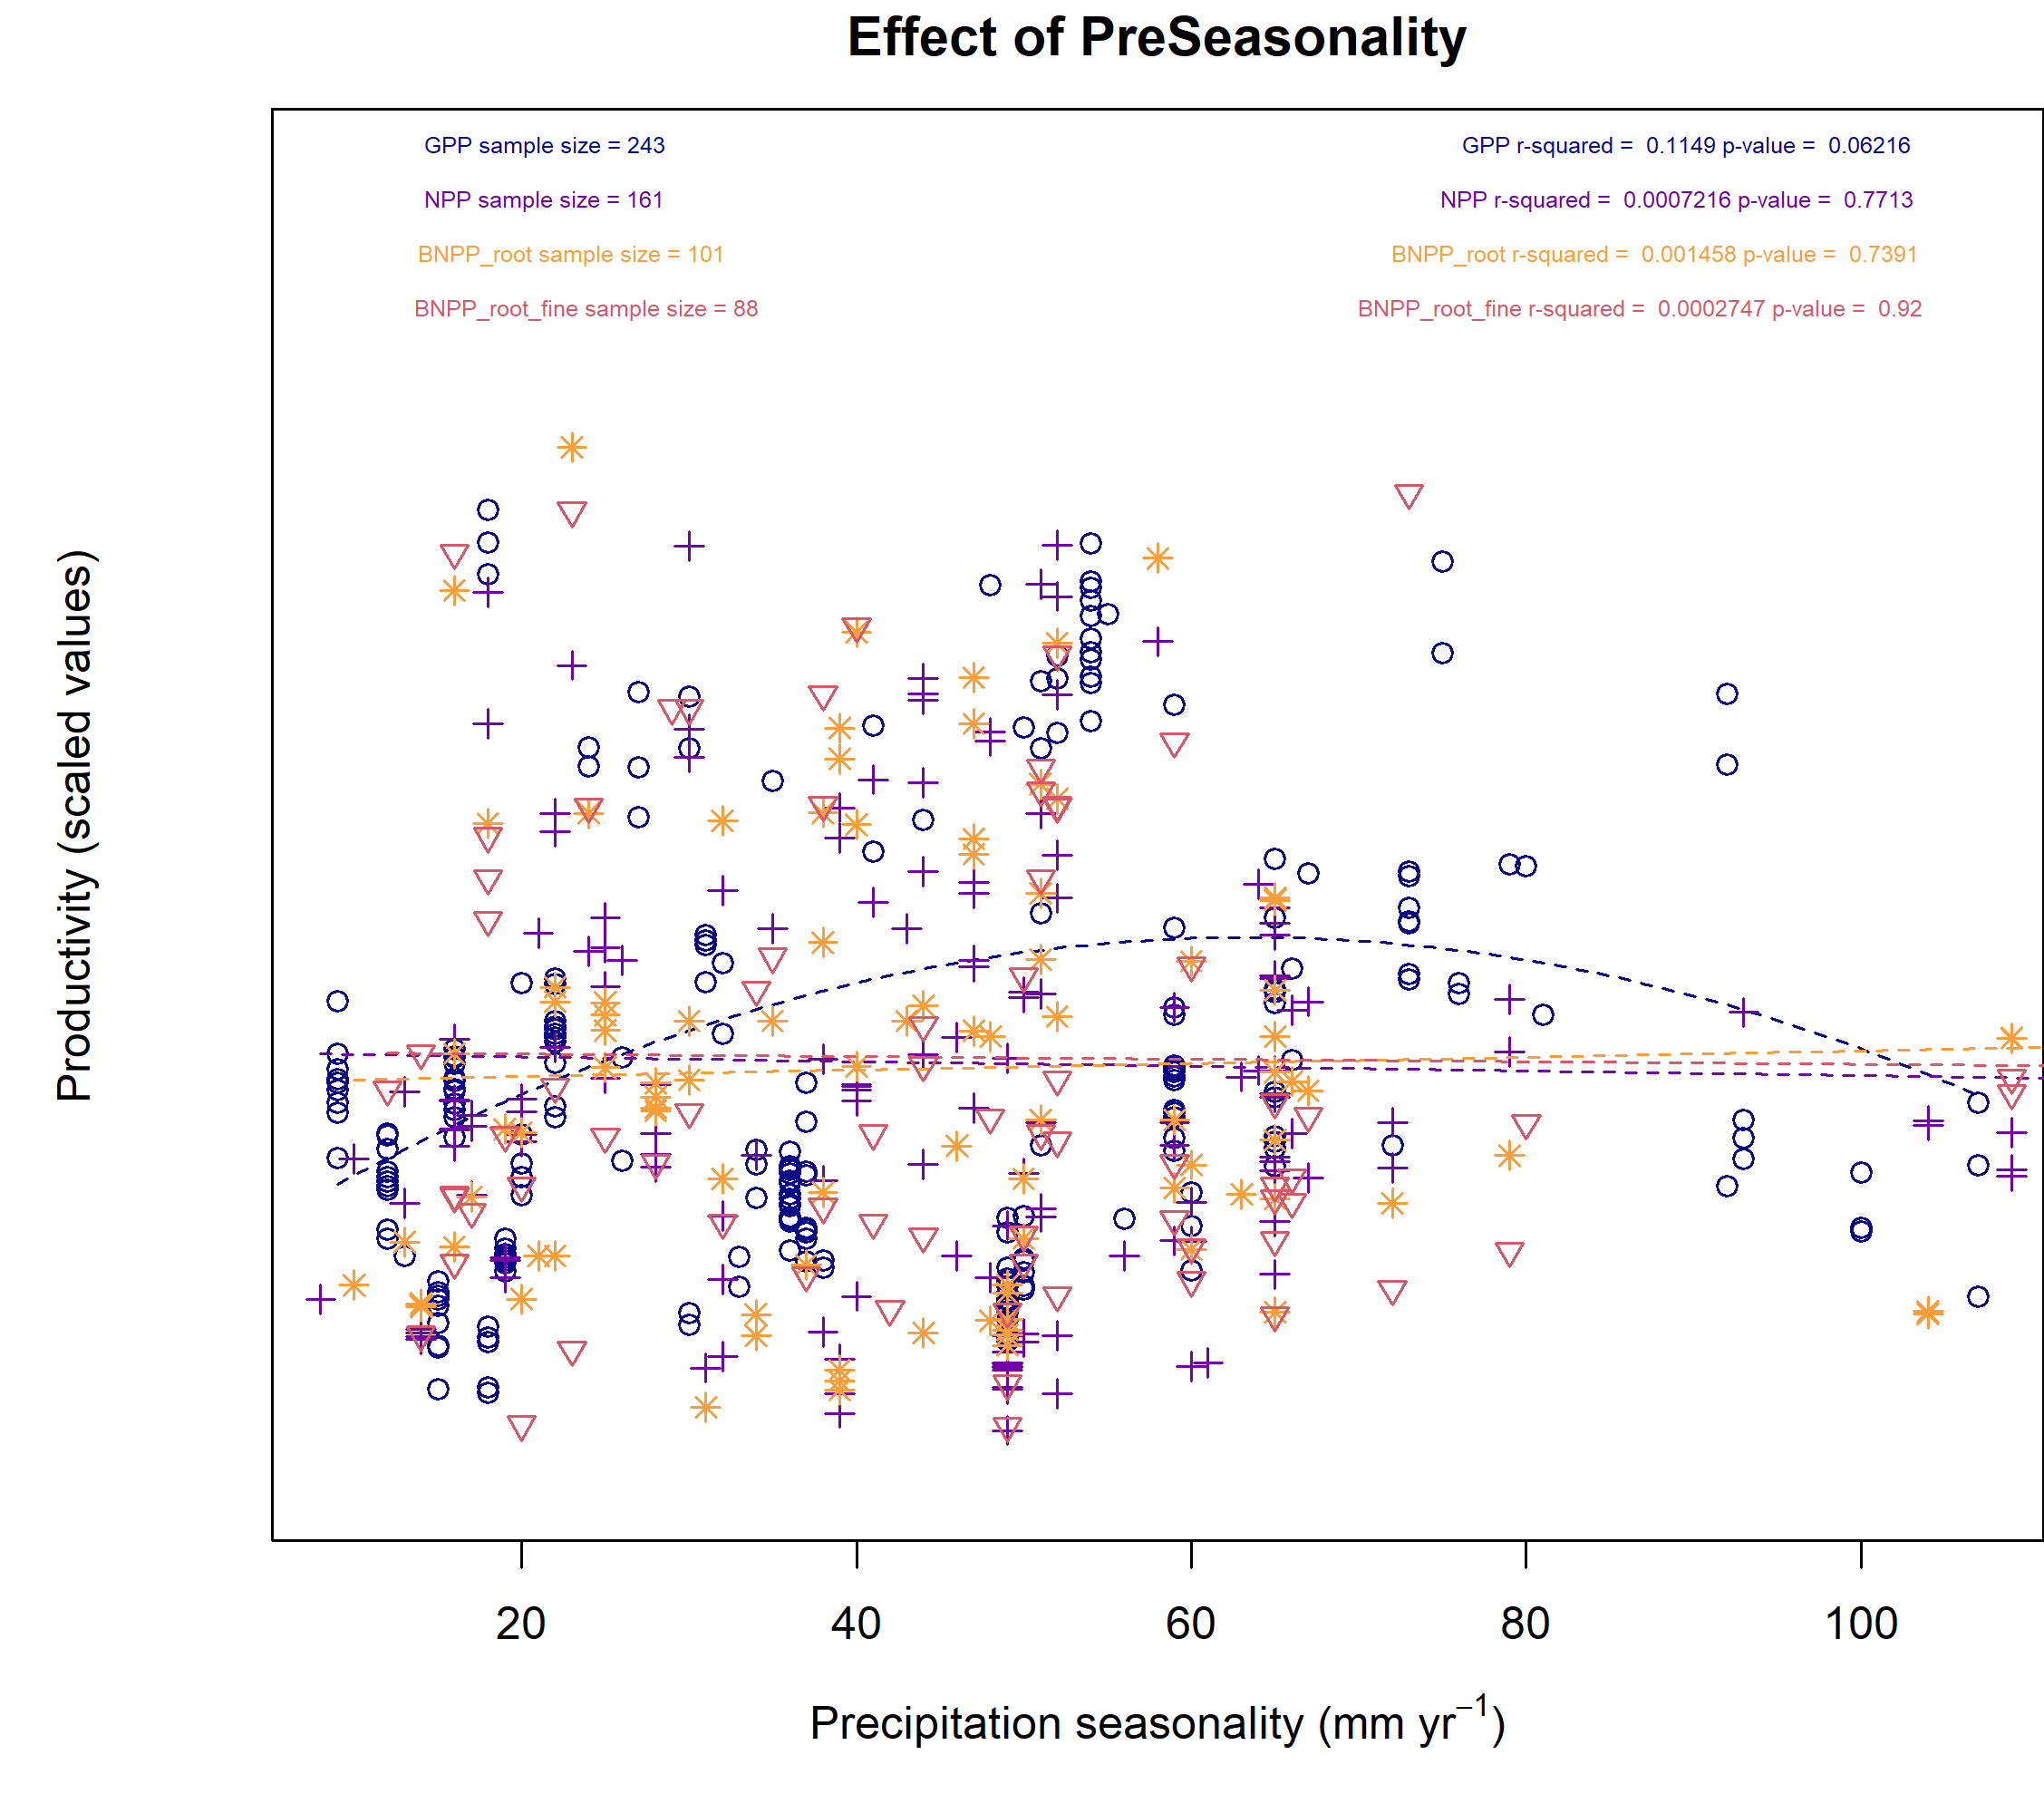 Effect of PreSeasonality
GPP sample size = 243
GPP r-squared =  0.1149 p-value =  0.06216
NPP sample size = 161
NPP r-squared =  0.0007216 p-value =  0.7713
BNPP_root sample size = 101
BNPP_root r-squared =  0.001458 p-value =  0.7391
BNPP_root_fine sample size = 88
BNPP_root_fine r-squared =  0.0002747 p-value =  0.92
Productivity (scaled values)
20 40 60 80 100
Precipitation seasonality (mm yr⁻¹)